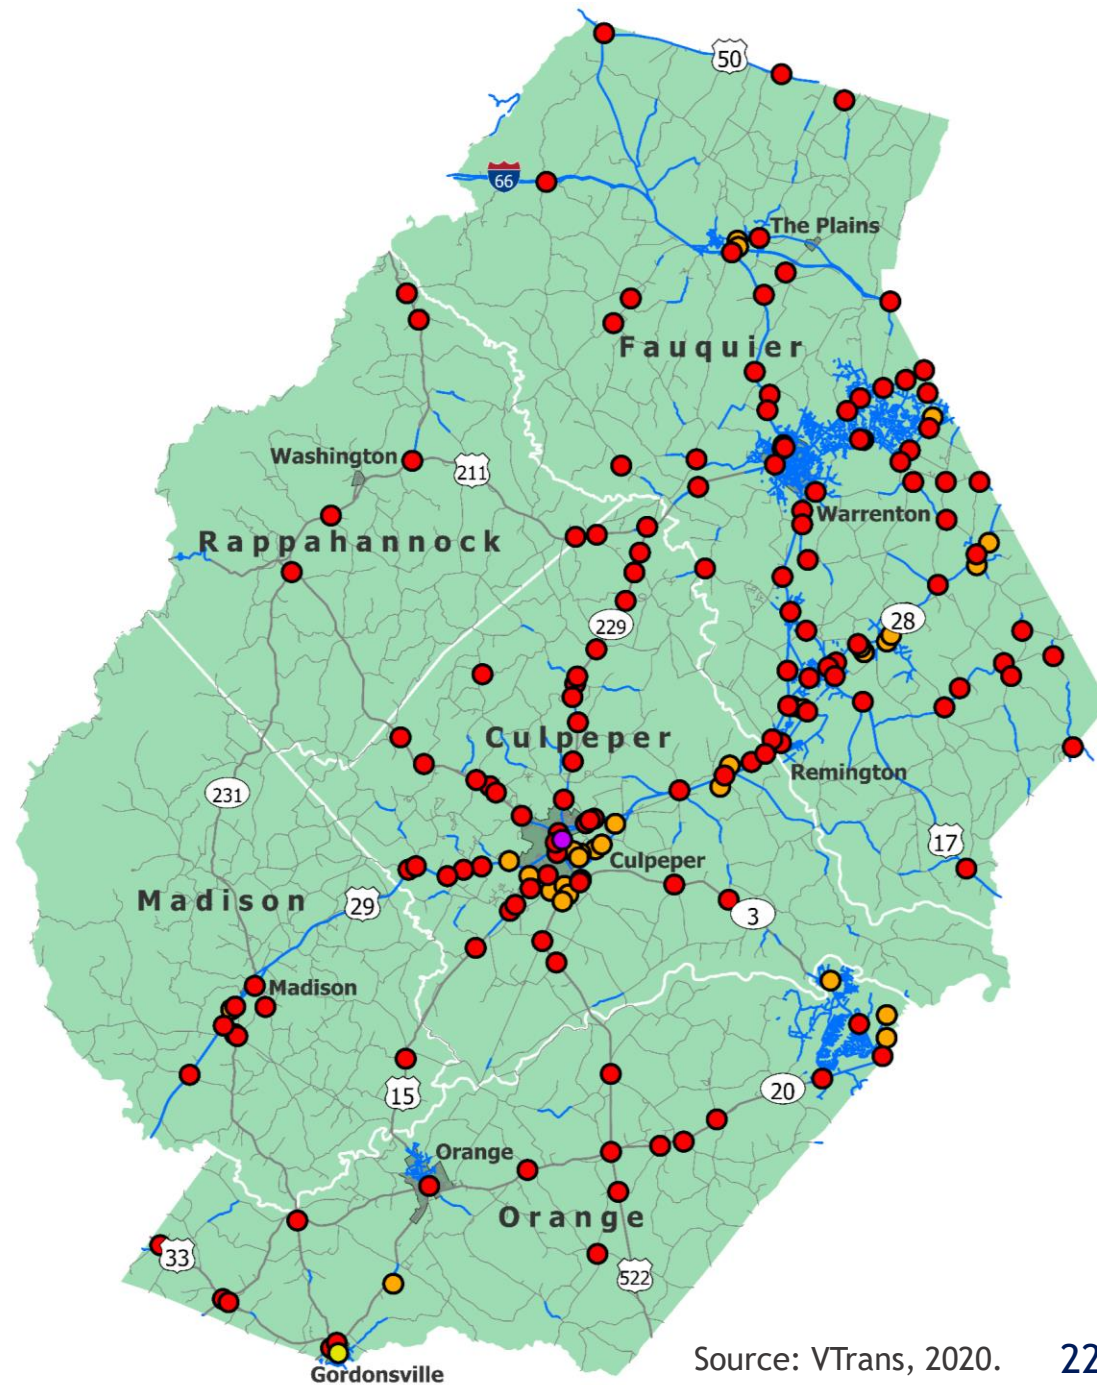 50
66
The Plains
Fauquier
Washington
211
Warrenton
Rappahannock
229
28
Culpeper
Remington
231
17
Culpeper
Madison
29
3
Madison
15
20
Orange
Orange
33
522
Gordonsville
Source: VTrans, 2020.
22